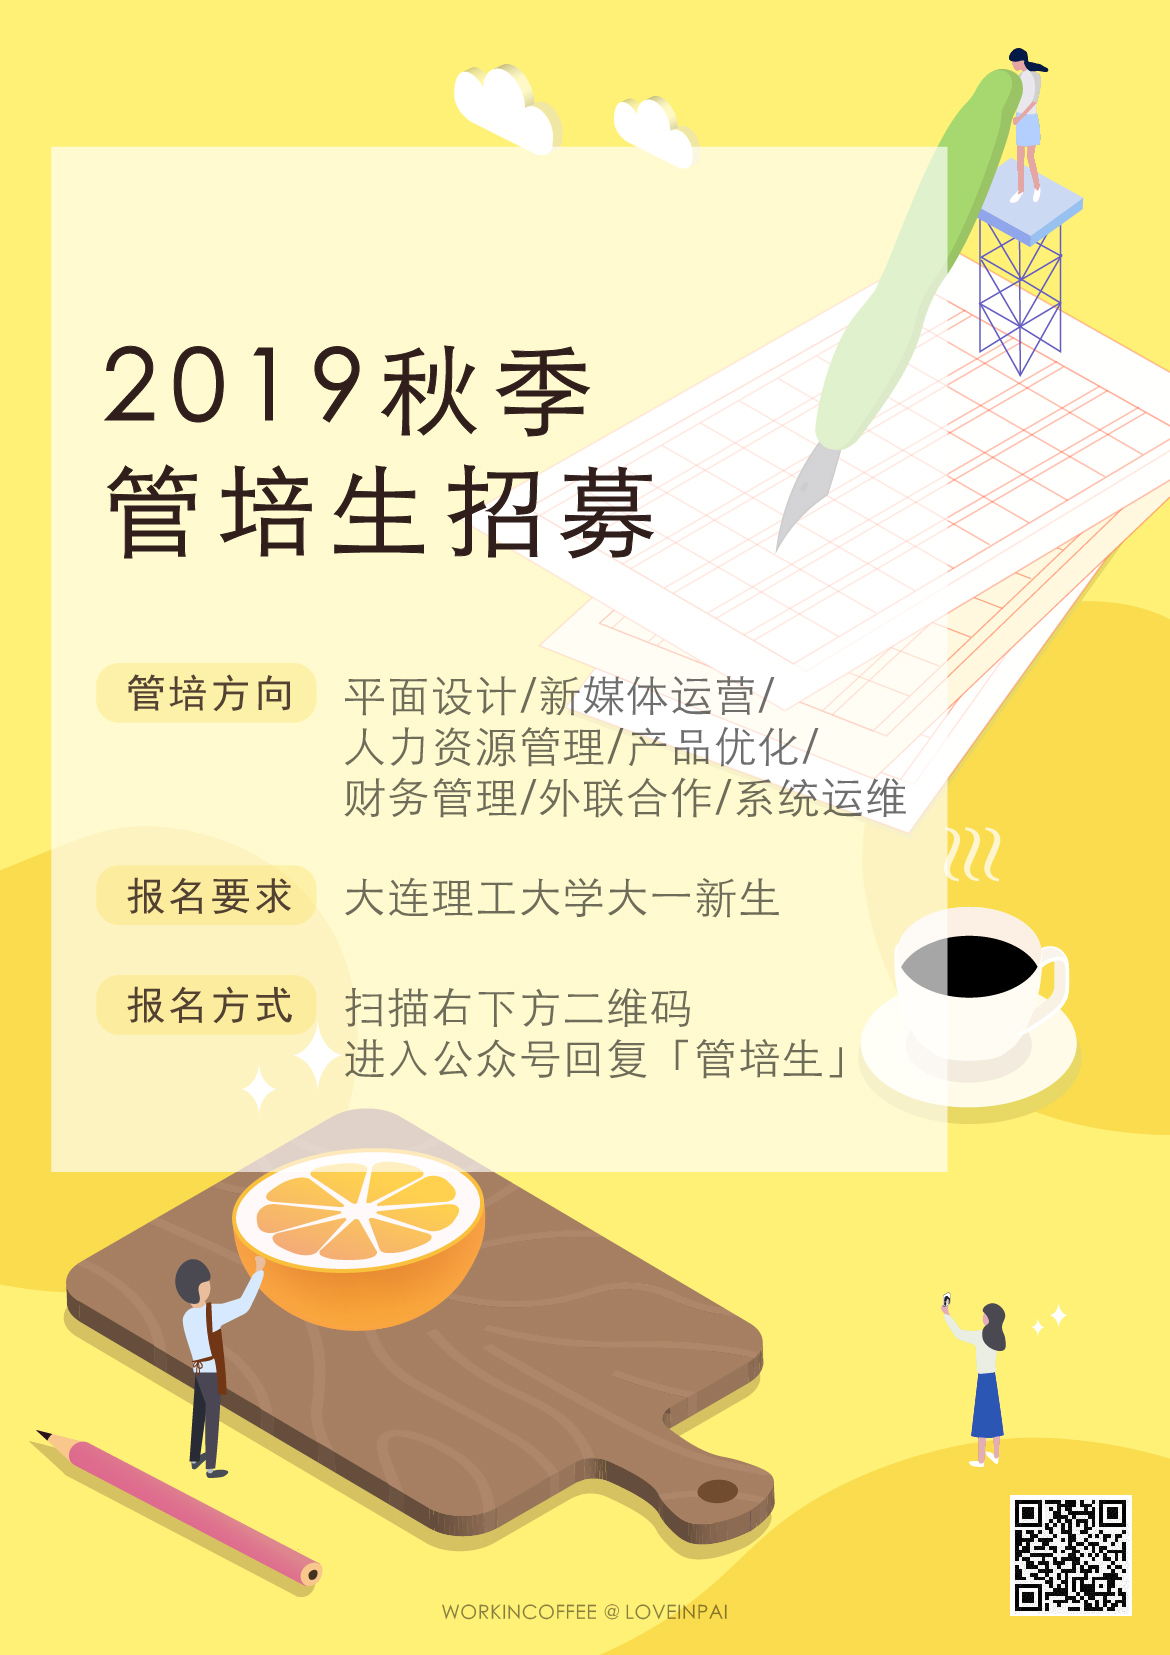 2019秋季
管培生招募
管培方向 平面设计/新媒体运营/
人力资源管理/产品优化/
财务管理/外联合作/系统运维
报名要求 大连理工大学大一新生
报名方式 扫描右下方二维码
进入公众号回复「管培生」
WORKINCOFFEE @ LOVEINPAI